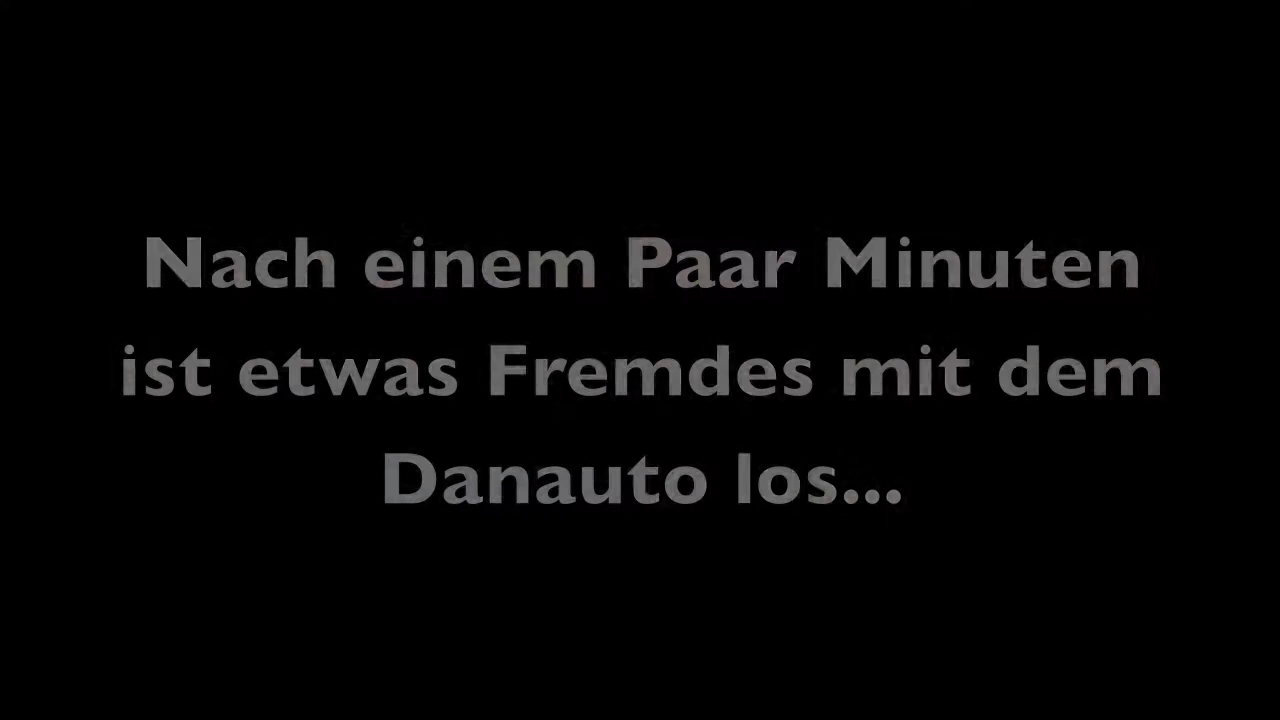 Nach einem Paar Minuten
ist etwas Fremdes mit dem
Danauto los...